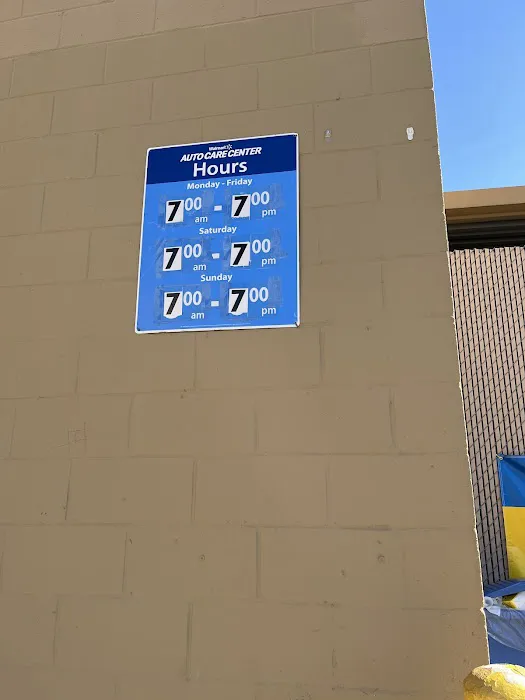 Walmart
AUTO CARE CENTER
Hours
Monday - Friday
7 00 am - 7 00 pm
Saturday
7 00 am - 7 00 pm
Sunday
7 00 am - 7 00 pm